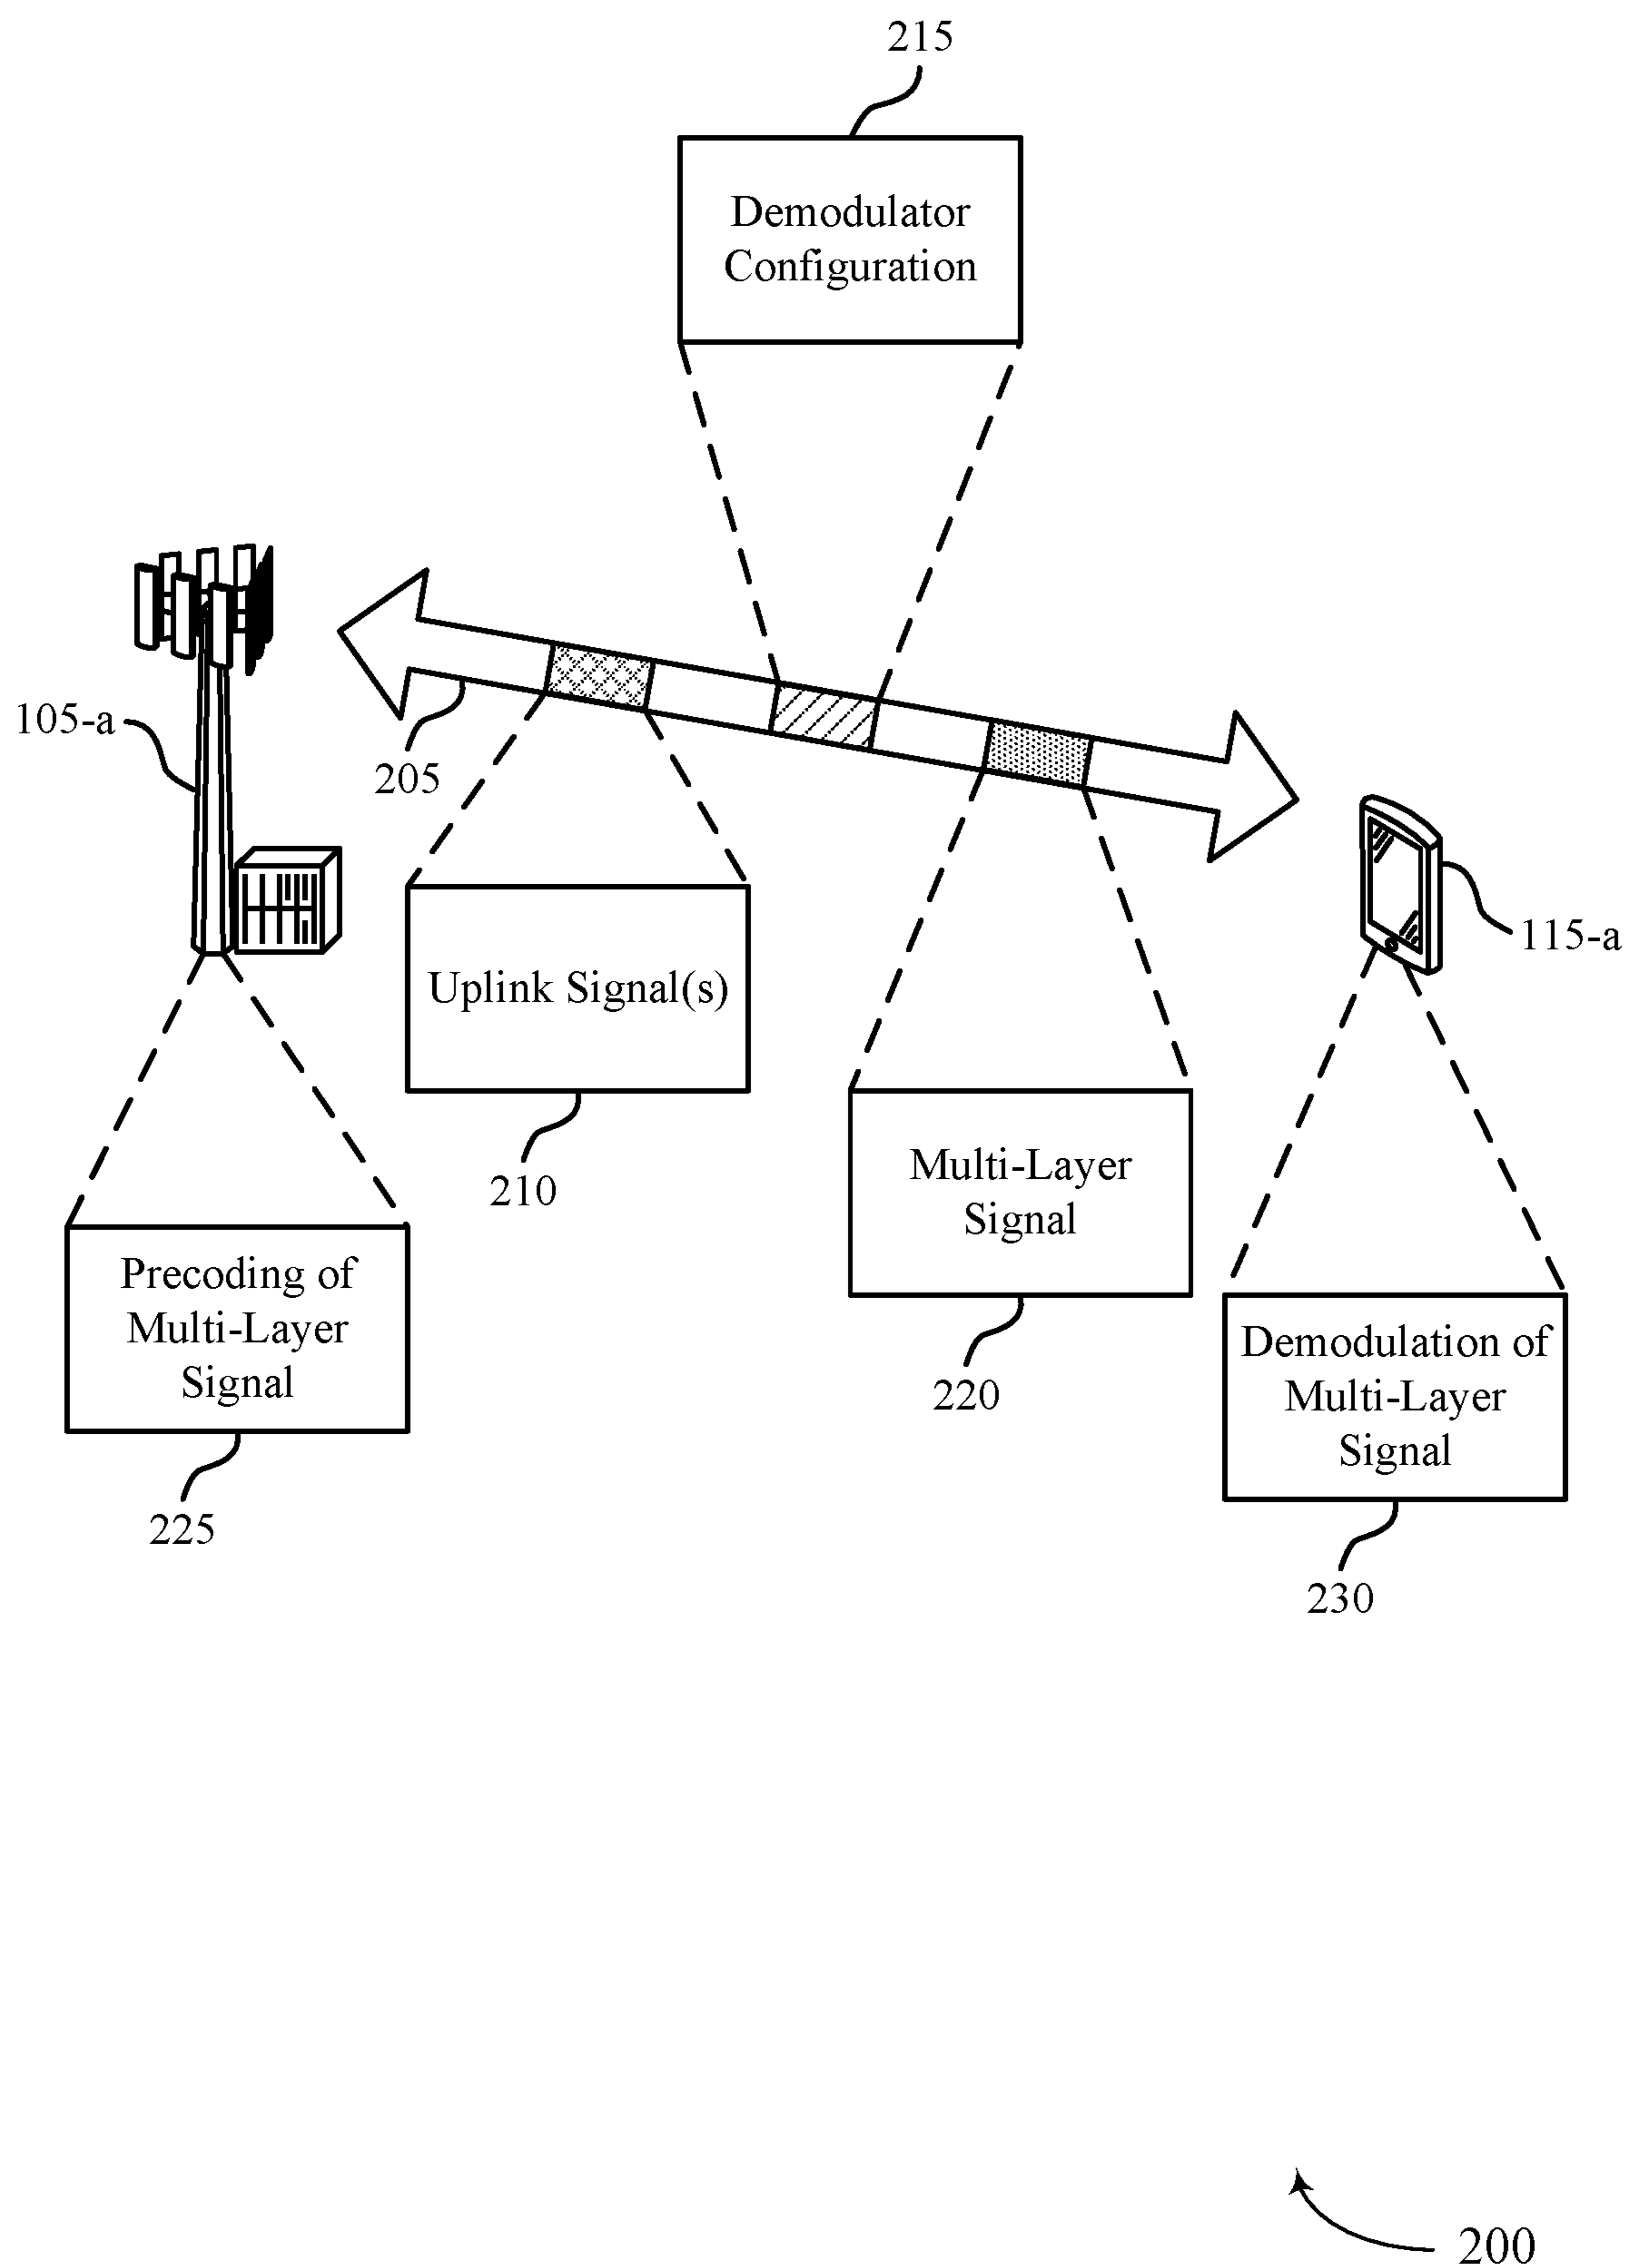 215
Demodulator
Configuration
105-a
205
115-a
Uplink Signal(s)
210
Multi-Layer
Signal
220
Precoding of
Multi-Layer
Signal
225
Demodulation of
Multi-Layer
Signal
230
200